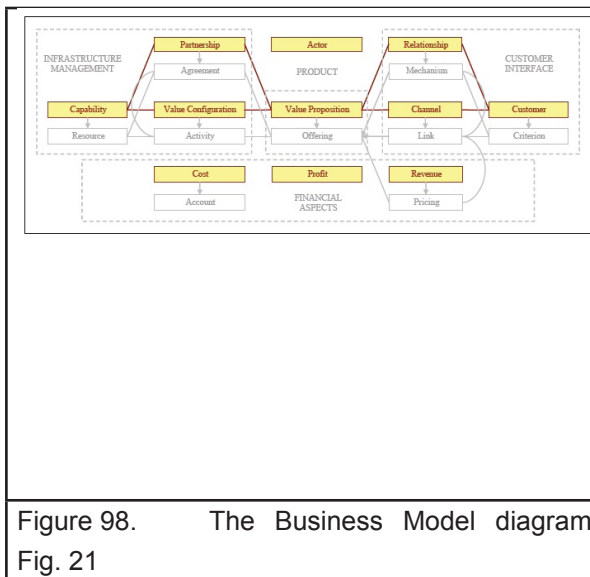 Partnership Actor Relationship
INFRASTRUCTURE MANAGEMENT
CUSTOMER INTERFACE
Agreement PRODUCT Mechanism
Capability Value Configuration Value Proposition Channel Customer
Resource Activity Offering Link Criterion
Cost Profit Revenue
Account FINANCIAL ASPECTS Pricing
Figure 98. The Business Model diagram
Fig. 21